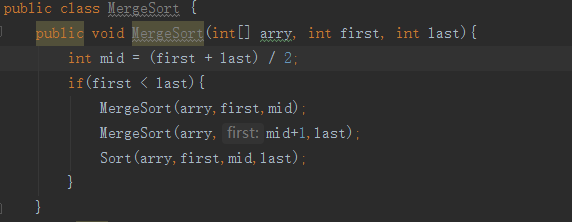 public class MergeSort {
public void MergeSort(int[] arry, int first, int last){
int mid = (first + last) / 2;
if(first < last){
MergeSort(arry,first,mid);
MergeSort(arry, first: mid+1,last);
Sort(arry,first,mid,last);
}
}